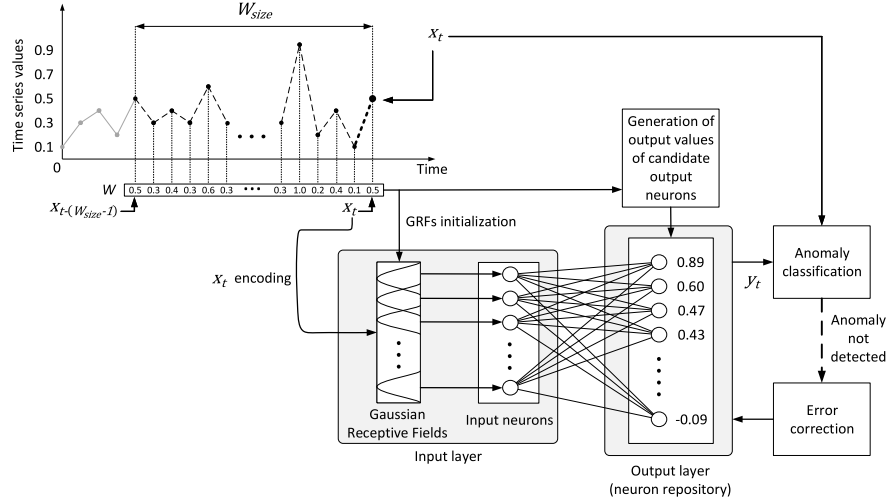 W_size
x_t
Time series values
0.9
0.7
0.5
0.3
0.1
0
Time
W 0.5 0.3 0.4 0.3 0.6 0.3 ••• 0.3 1.0 0.2 0.4 0.1 0.5
x_t-(W_size-1)
x_t
GRFs initialization
x_t encoding
Generation of
output values
of candidate
output
neurons
0.89
0.60
0.47
0.43
-0.09
y_t
Anomaly
classification
Anomaly
not
detected
Error
correction
Gaussian
Receptive Fields
Input neurons
Input layer
Output layer
(neuron repository)